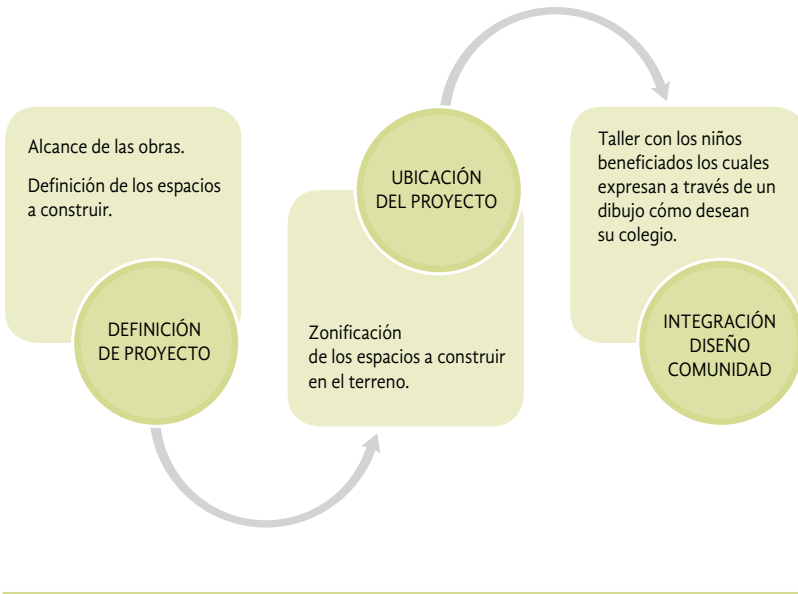 Alcance de las obras.
Definición de los espacios
a construir.
DEFINICIÓN
DE PROYECTO
UBICACIÓN
DEL PROYECTO
Zonificación
de los espacios a construir
en el terreno.
Taller con los niños
beneficiados los cuales
expresan a través de un
dibujo cómo desean
su colegio.
INTEGRACIÓN
DISEÑO
COMUNIDAD